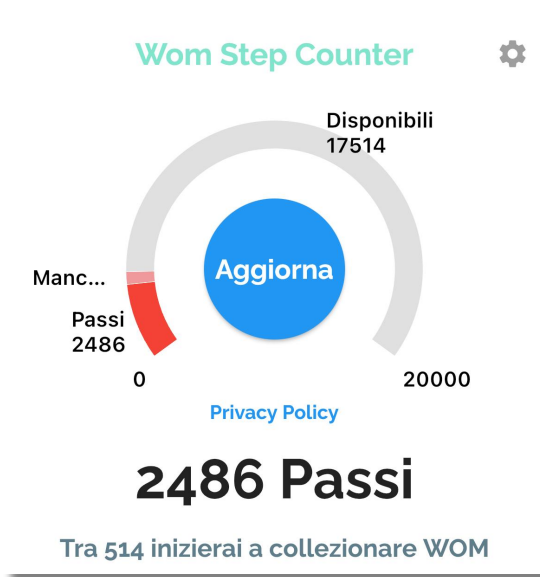 Wom Step Counter
Disponibili
17514
Aggiorna
Manc...
Passi
2486
0
20000
Privacy Policy
2486 Passi
Tra 514 inizierai a collezionare WOM